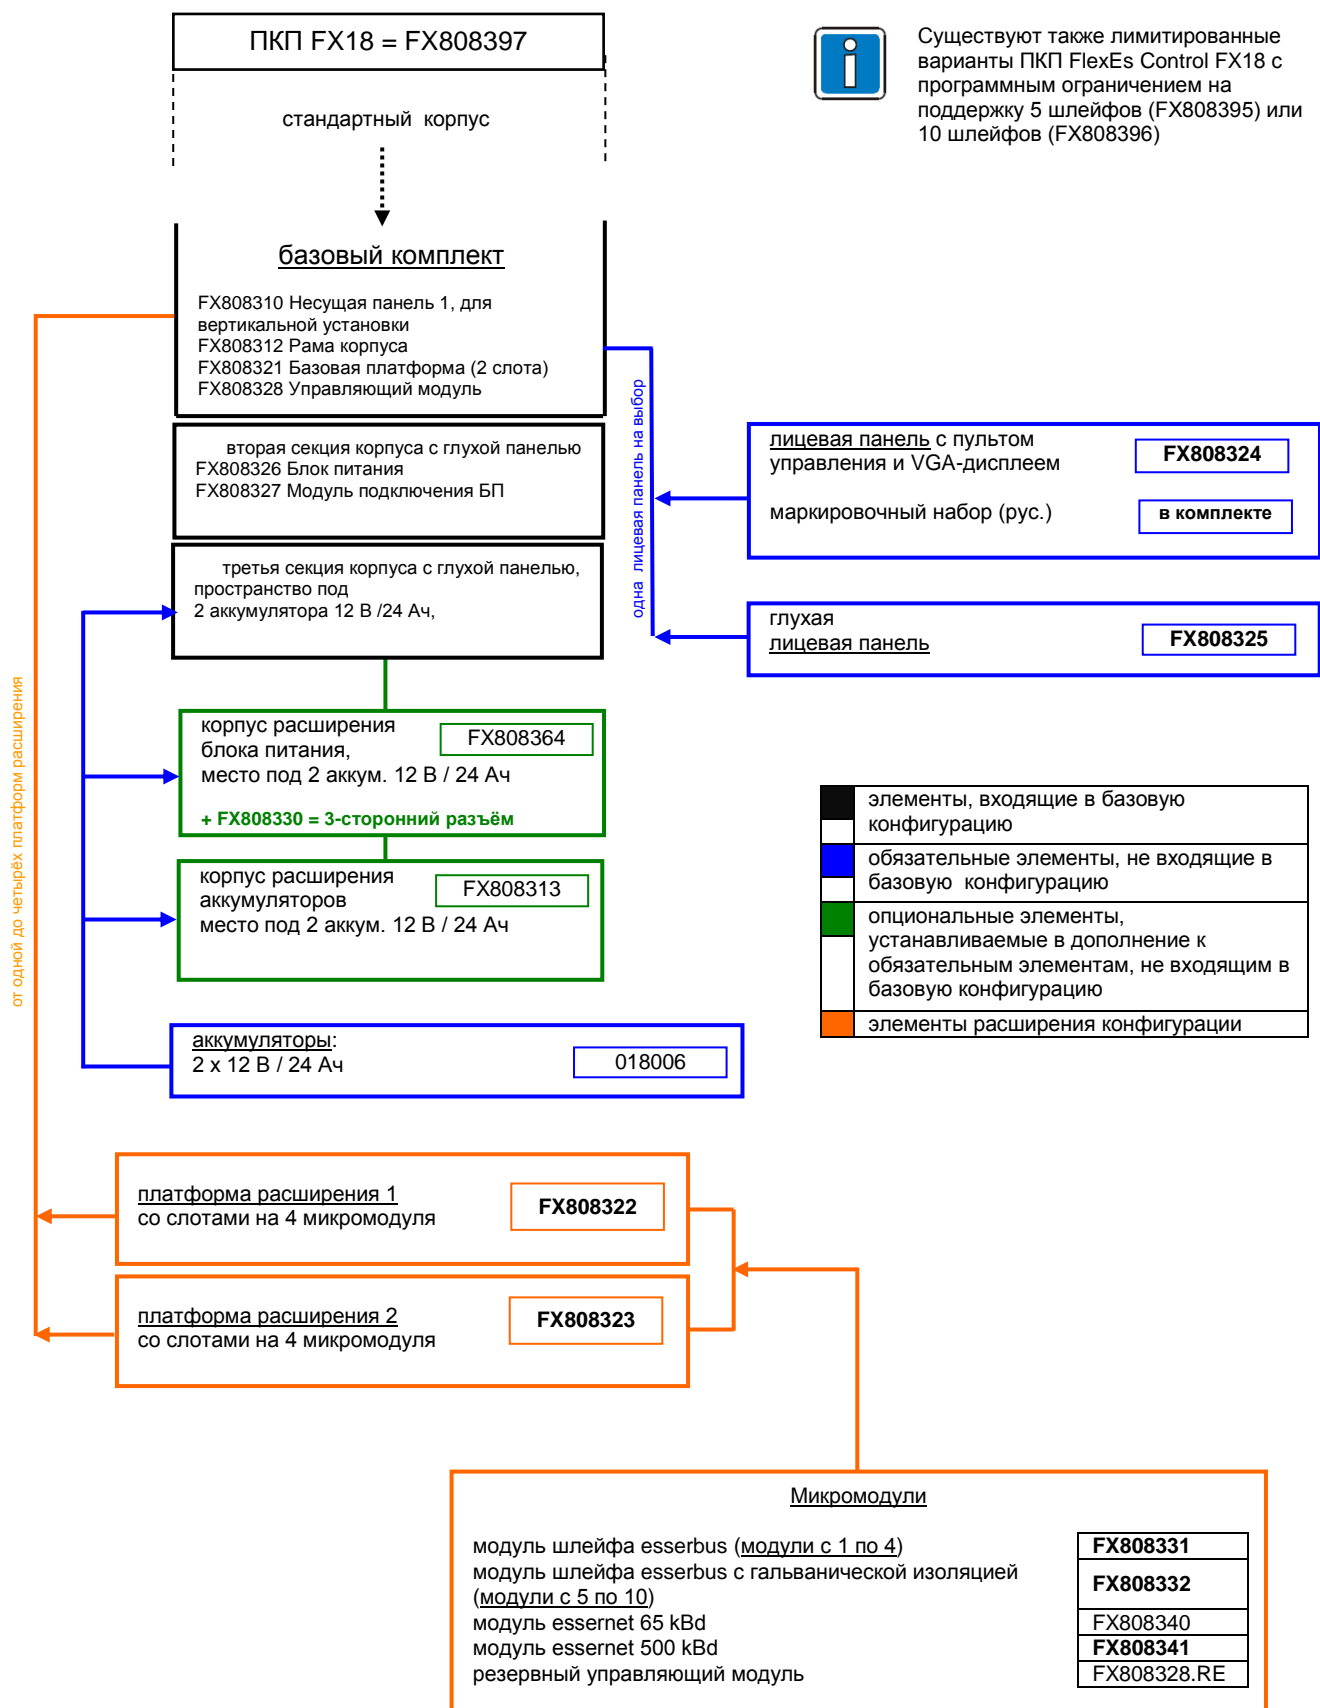 ПКП FX18 = FX808397
Существуют также лимитированные
варианты ПКП FlexEs Control FX18 с
программным ограничением на
поддержку 5 шлейфов (FX808395) или
10 шлейфов (FX808396)
стандартный корпус
базовый комплект
FX808310 Несущая панель 1, для
вертикальной установки
FX808312 Рама корпуса
FX808321 Базовая платформа (2 слота)
FX808328 Управляющий модуль
одна лицевая панель на выбор
вторая секция корпуса с глухой панелью
FX808326 Блок питания
FX808327 Модуль подключения БП
третья секция корпуса с глухой панелью,
пространство под
2 аккумулятора 12 В /24 Ач,
лицевая панель с пультом
управления и VGA-дисплеем
FX808324
маркировочный набор (рус.)
в комплекте
глухая
лицевая панель
FX808325
от одной до четырёх платформ расширения
корпус расширения
блока питания,
место под 2 аккум. 12 В / 24 Ач
FX808364
+ FX808330 = 3-сторонний разъём
корпус расширения
аккумуляторов
место под 2 аккум. 12 В / 24 Ач
FX808313
элементы, входящие в базовую
конфигурацию
обязательные элементы, не входящие в
базовую конфигурацию
опциональные элементы,
устанавливаемые в дополнение к
обязательным элементам, не входящим в
базовую конфигурацию
элементы расширения конфигурации
аккумуляторы:
2 x 12 В / 24 Ач
018006
платформа расширения 1
со слотами на 4 микромодуля
FX808322
платформа расширения 2
со слотами на 4 микромодуля
FX808323
Микромодули
модуль шлейфа esserbus (модули с 1 по 4)
FX808331
модуль шлейфа esserbus с гальванической изоляцией
(модули с 5 по 10)
FX808332
модуль essernet 65 kBd
FX808340
модуль essernet 500 kBd
FX808341
резервный управляющий модуль
FX808328.RE